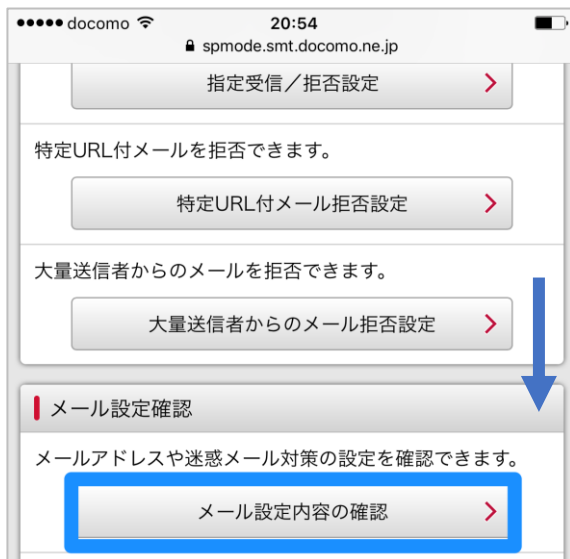 docomo 20:54
spmode.smt.docomo.ne.jp
指定受信／拒否設定
特定URL付メールを拒否できます。
特定URL付メール拒否設定
大量送信者からのメールを拒否できます。
大量送信者からのメール拒否設定
メール設定確認
メールアドレスや迷惑メール対策の設定を確認できます。
メール設定内容の確認